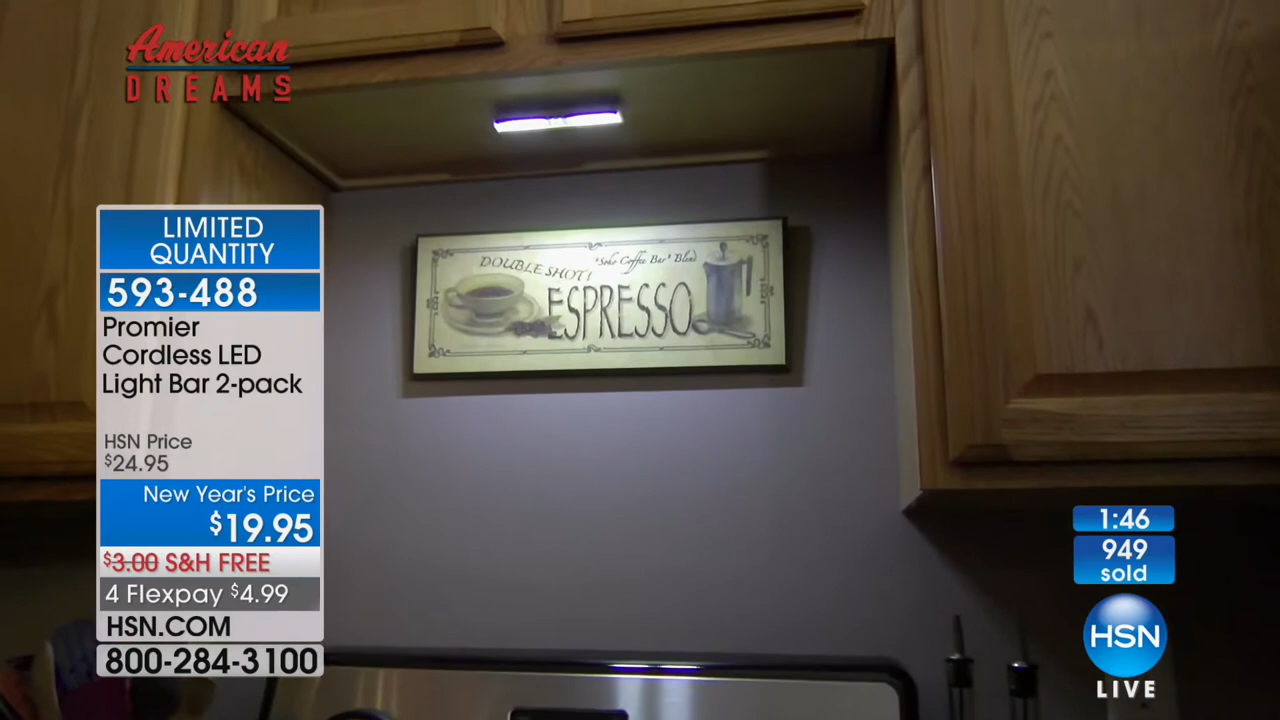 American
DREAMS
LIMITED
QUANTITY
593-488
Promier
Cordless LED
Light Bar 2-pack
HSN Price
$24.95
New Year's Price
$19.95
$3.00 S&H FREE
4 Flexpay $4.99
HSN.COM
800-284-3100
DOUBLE SHOT!
"Soho Coffee Bar" Blend
ESPRESSO
1:46
949
sold
HSN
LIVE